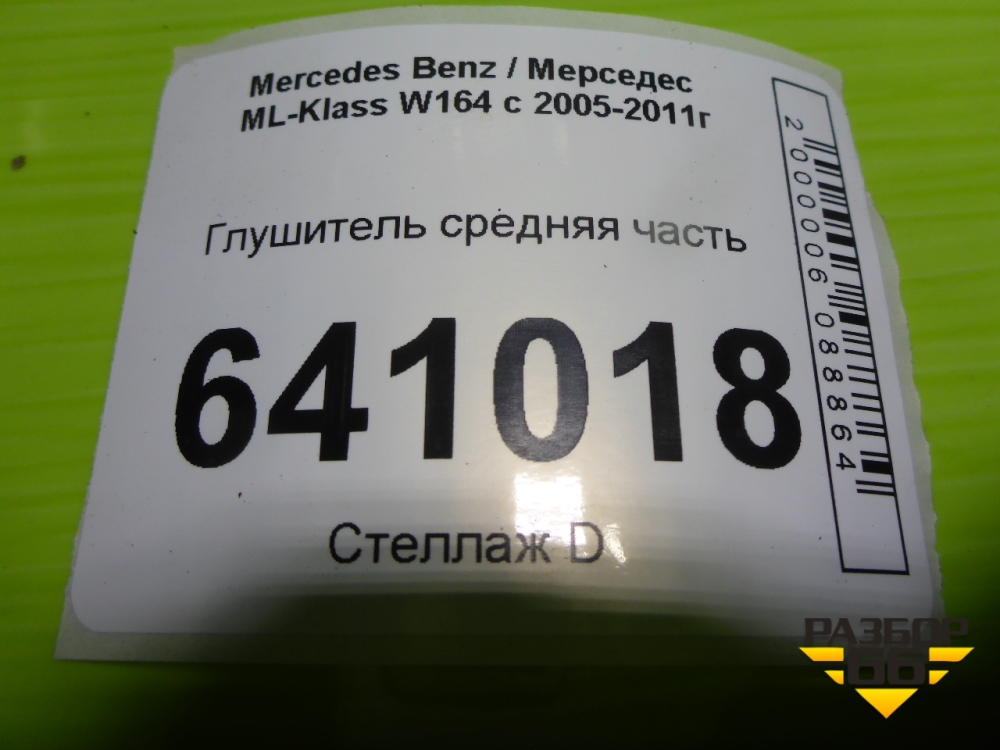 Mercedes Benz / Мерседес
ML-Klass W164 с 2005-2011г
Глушитель средняя часть
641018
Стеллаж D
2000006088864
РАЗБОР
66